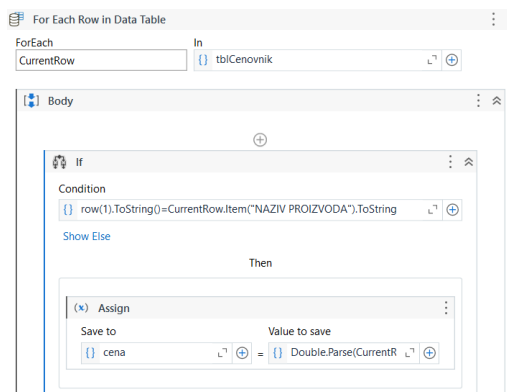 For Each Row in Data Table
ForEach In
CurrentRow {} tblCenovnik
Body
If
Condition
{} row(1).ToString()=CurrentRow.Item("NAZIV PROIZVODA").ToString
Show Else
Then
(x) Assign
Save to Value to save
{} cena = {} Double.Parse(CurrentR